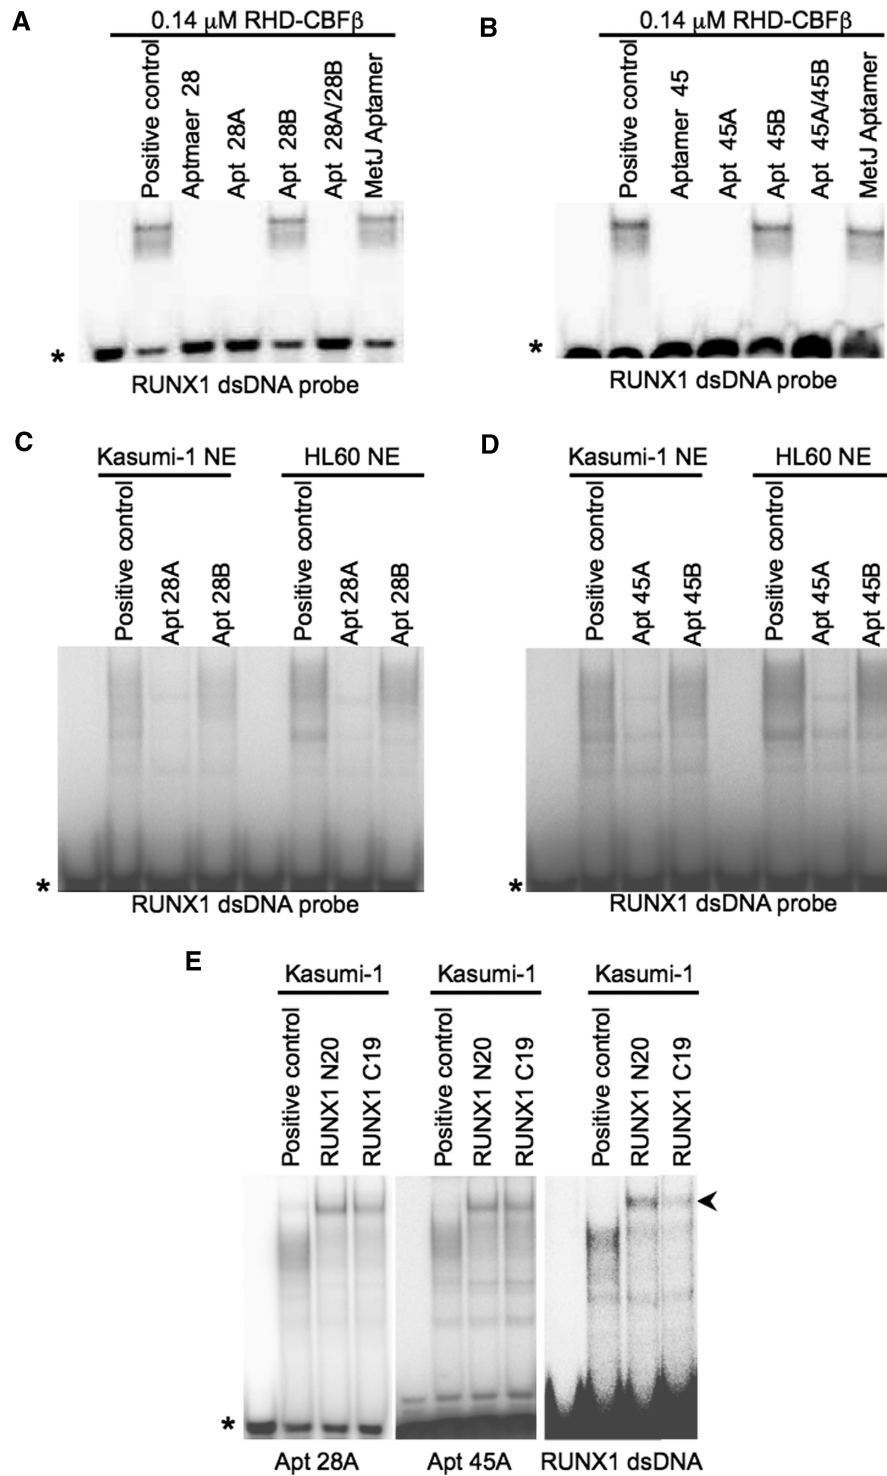 A
0.14 μM RHD-CBFβ
Positive control
Aptmaer 28
Apt 28A
Apt 28B
Apt 28A/28B
MetJ Aptamer
*
RUNX1 dsDNA probe
B
0.14 μM RHD-CBFβ
Positive control
Aptamer 45
Apt 45A
Apt 45B
Apt 45A/45B
MetJ Aptamer
*
RUNX1 dsDNA probe
C
Kasumi-1 NE
HL60 NE
Positive control
Apt 28A
Apt 28B
Positive control
Apt 28A
Apt 28B
*
RUNX1 dsDNA probe
D
Kasumi-1 NE
HL60 NE
Positive control
Apt 45A
Apt 45B
Positive control
Apt 45A
Apt 45B
*
RUNX1 dsDNA probe
E
Kasumi-1
Positive control
RUNX1 N20
RUNX1 C19
Kasumi-1
Positive control
RUNX1 N20
RUNX1 C19
Kasumi-1
Positive control
RUNX1 N20
RUNX1 C19
*
Apt 28A
Apt 45A
RUNX1 dsDNA